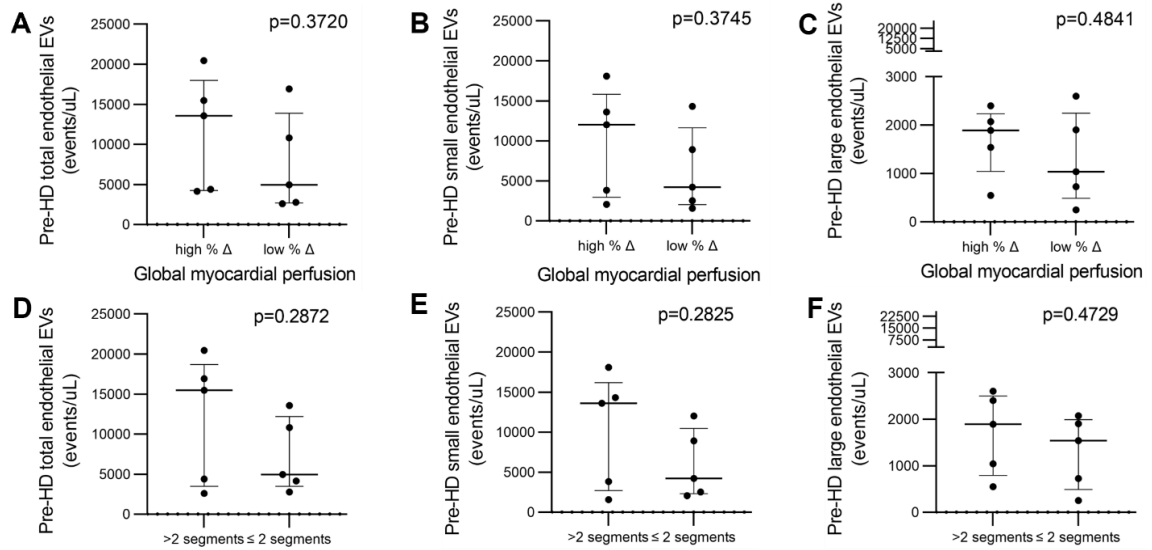 A
Pre-HD total endothelial EVs
(events/uL)
p=0.3720
25000
20000
15000
10000
5000
0
high % Δ
low % Δ
Global myocardial perfusion
B
Pre-HD small endothelial EVs
(events/uL)
p=0.3745
25000
20000
15000
10000
5000
0
high % Δ
low % Δ
Global myocardial perfusion
C
Pre-HD large endothelial EVs
(events/uL)
p=0.4841
20000
12500
5000
3000
2000
1000
0
high % Δ
low % Δ
Global myocardial perfusion
D
Pre-HD total endothelial EVs
(events/uL)
p=0.2872
25000
20000
15000
10000
5000
0
>2 segments ≤ 2 segments
E
Pre-HD small endothelial EVs
(events/uL)
p=0.2825
25000
20000
15000
10000
5000
0
>2 segments ≤ 2 segments
F
Pre-HD large endothelial EVs
(events/uL)
p=0.4729
22500
15000
7500
3000
2000
1000
0
>2 segments ≤ 2 segments